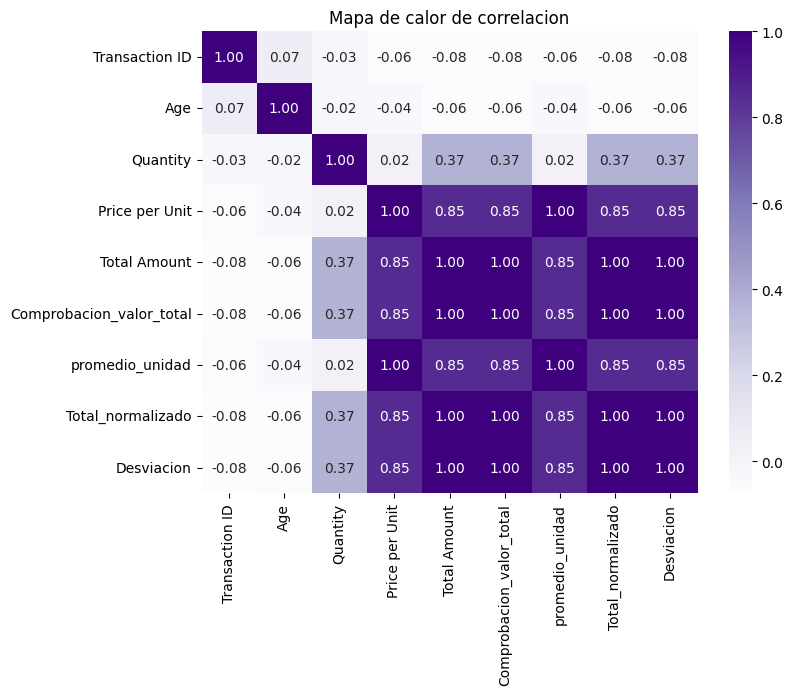 Mapa de calor de correlacion
Transaction ID 1.00 0.07 -0.03 -0.06 -0.08 -0.08 -0.06 -0.08 -0.08
Age 0.07 1.00 -0.02 -0.04 -0.06 -0.06 -0.04 -0.06 -0.06
Quantity -0.03 -0.02 1.00 0.02 0.37 0.37 0.02 0.37 0.37
Price per Unit -0.06 -0.04 0.02 1.00 0.85 0.85 1.00 0.85 0.85
Total Amount -0.08 -0.06 0.37 0.85 1.00 1.00 0.85 1.00 1.00
Comprobacion_valor_total -0.08 -0.06 0.37 0.85 1.00 1.00 0.85 1.00 1.00
promedio_unidad -0.06 -0.04 0.02 1.00 0.85 0.85 1.00 0.85 0.85
Total_normalizado -0.08 -0.06 0.37 0.85 1.00 1.00 0.85 1.00 1.00
Desviacion -0.08 -0.06 0.37 0.85 1.00 1.00 0.85 1.00 1.00
Transaction ID
Age
Quantity
Price per Unit
Total Amount
Comprobacion_valor_total
promedio_unidad
Total_normalizado
Desviacion
1.0
0.8
0.6
0.4
0.2
0.0